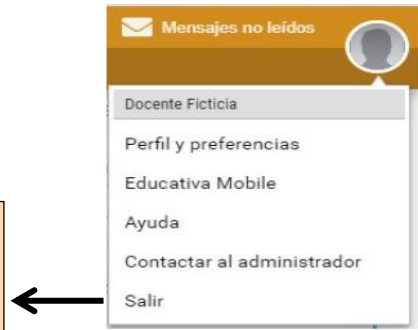 Mensajes no leídos
Docente Ficticia
Perfil y preferencias
Educativa Mobile
Ayuda
Contactar al administrador
Salir